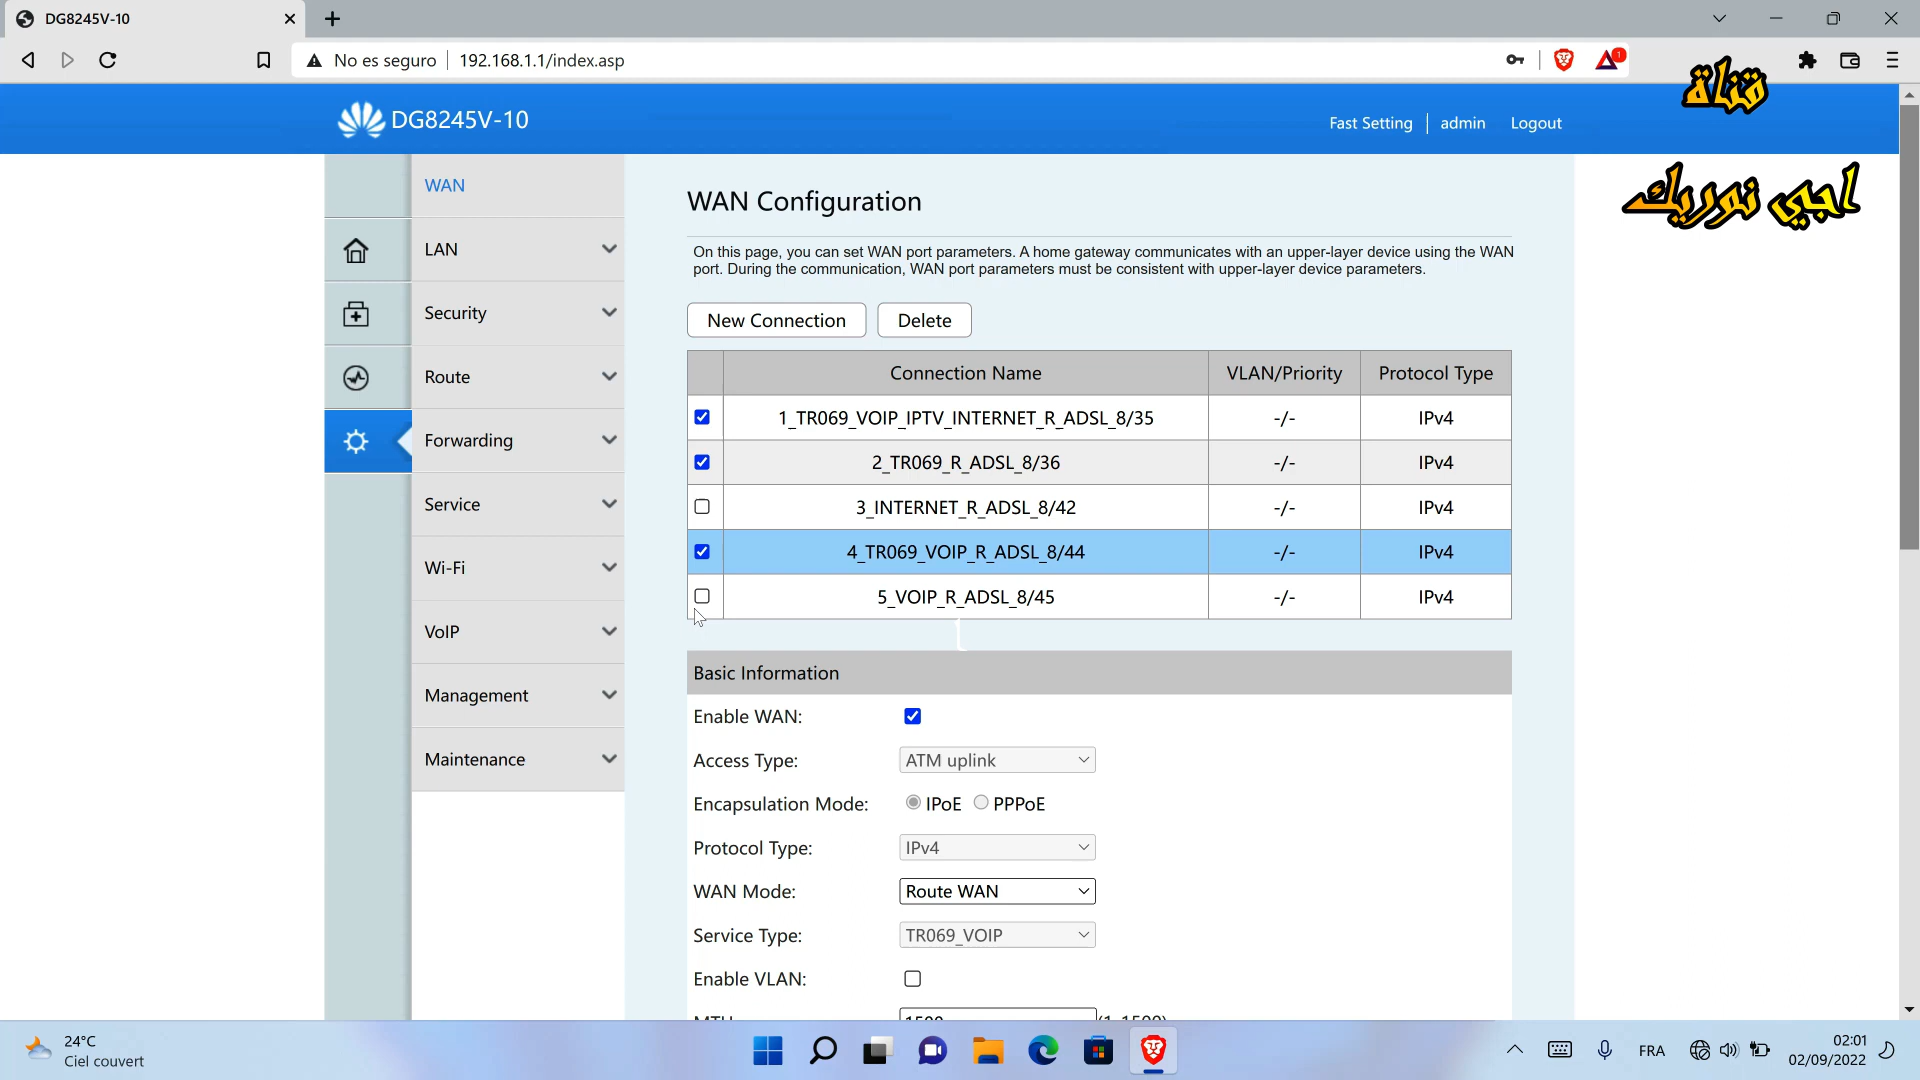 DG8245V-10
No es seguro
192.168.1.1/index.asp
1
قناة
اجي نوريك
DG8245V-10
Fast Setting
admin
Logout
WAN
LAN
Security
Route
Forwarding
Service
Wi-Fi
VoIP
Management
Maintenance
WAN Configuration
On this page, you can set WAN port parameters. A home gateway communicates with an upper-layer device using the WAN
port. During the communication, WAN port parameters must be consistent with upper-layer device parameters.
New Connection
Delete
Connection Name VLAN/Priority Protocol Type
1_TR069_VOIP_IPTV_INTERNET_R_ADSL_8/35 -/- IPv4
2_TR069_R_ADSL_8/36 -/- IPv4
3_INTERNET_R_ADSL_8/42 -/- IPv4
4_TR069_VOIP_R_ADSL_8/44 -/- IPv4
5_VOIP_R_ADSL_8/45 -/- IPv4
Basic Information
Enable WAN:
Access Type: ATM uplink
Encapsulation Mode: IPoE PPPoE
Protocol Type: IPv4
WAN Mode: Route WAN
Service Type: TR069_VOIP
Enable VLAN:
MTU: 1500 (1-1500)
24°C
Ciel couvert
FRA
02:01
02/09/2022